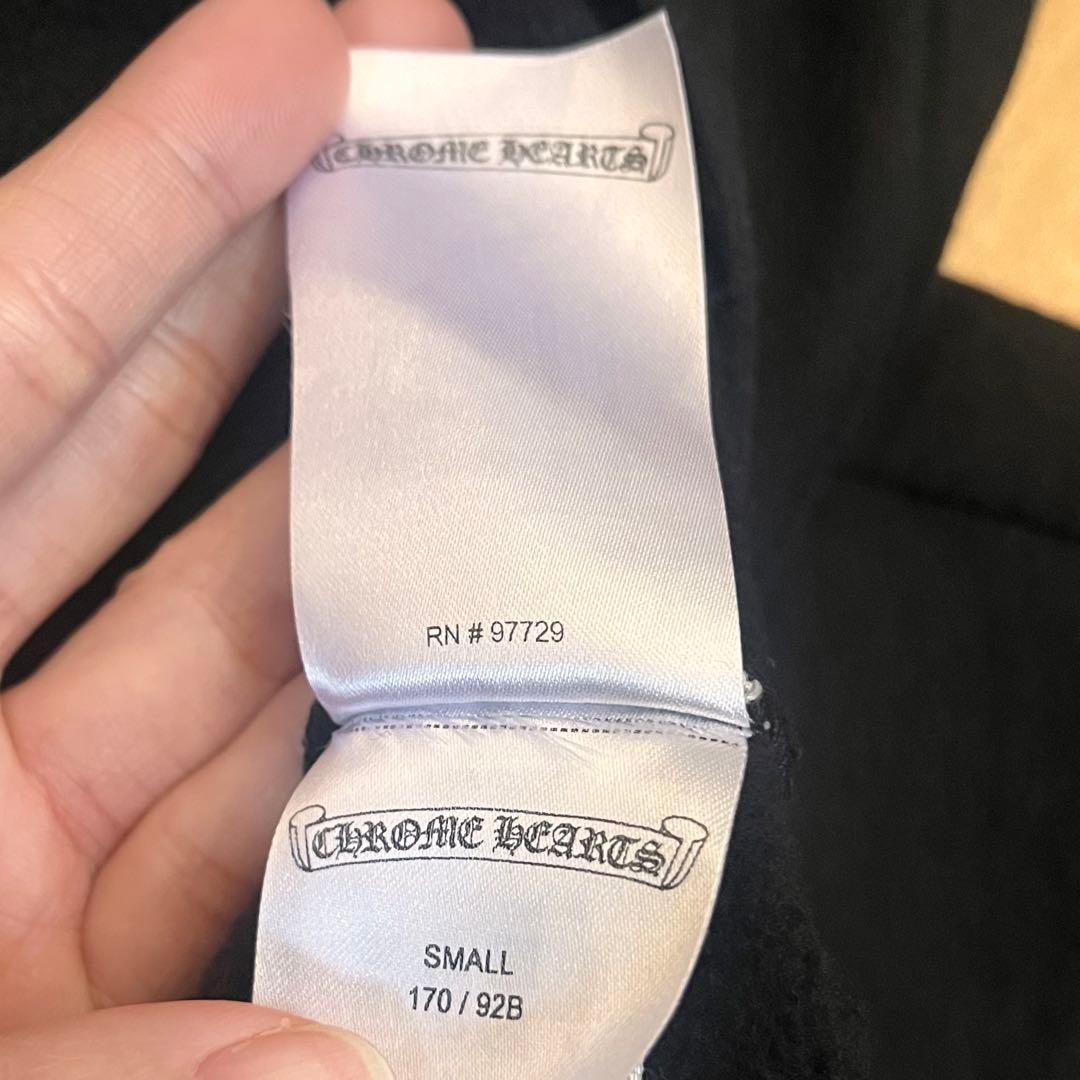 CHROME HEARTS
RN # 97729
CHROME HEARTS
SMALL
170 / 92B